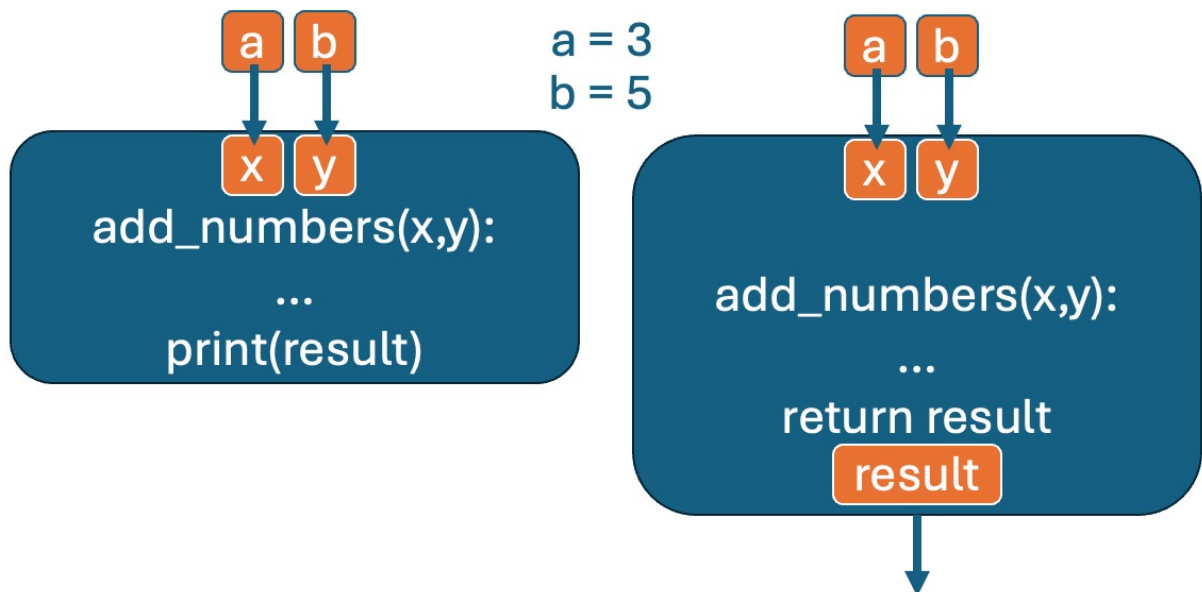 a b
x y
add_numbers(x,y):
...
print(result)
a = 3
b = 5
a b
x y
add_numbers(x,y):
...
return result
result